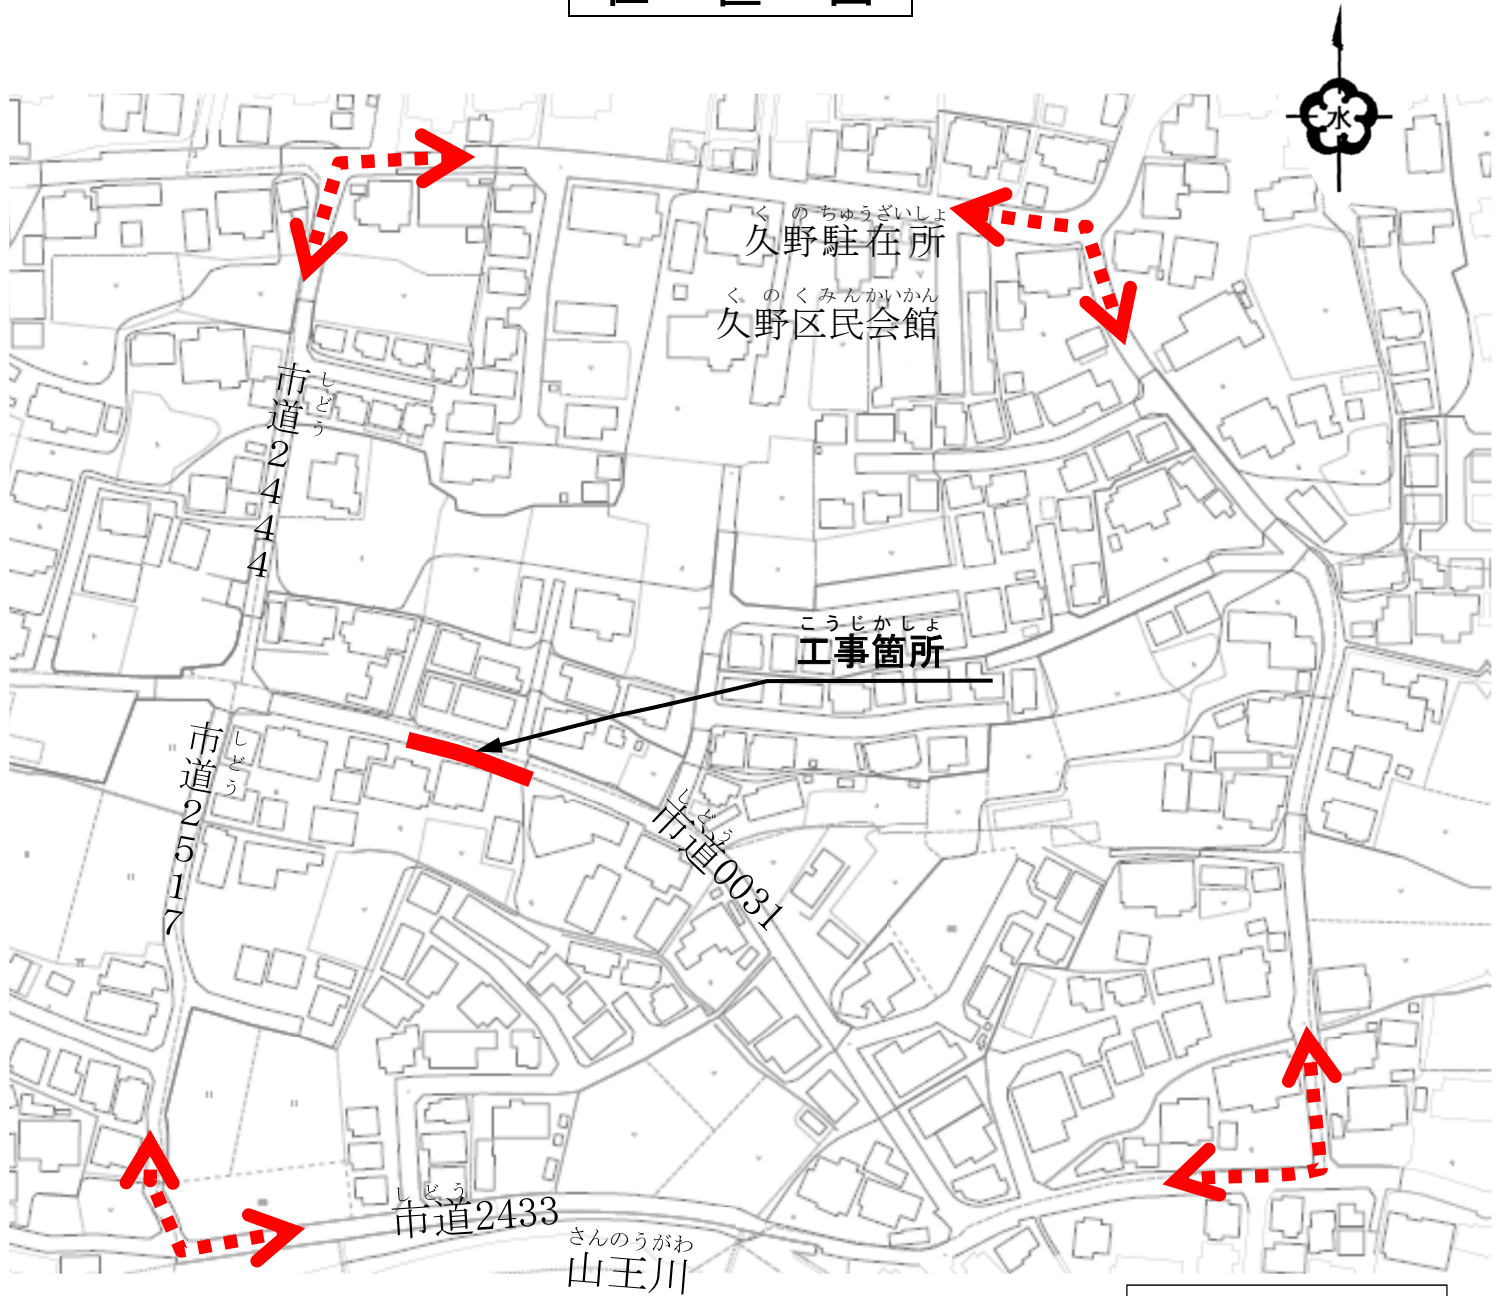 水
くのちゅうざいしょ
久野駐在所
くのくみんかいかん
久野区民会館
しどう
市道2444
こうじかしょ
工事箇所
しどう
市道2517
しどう
市道0031
しどう
市道2433
さんのうがわ
山王川